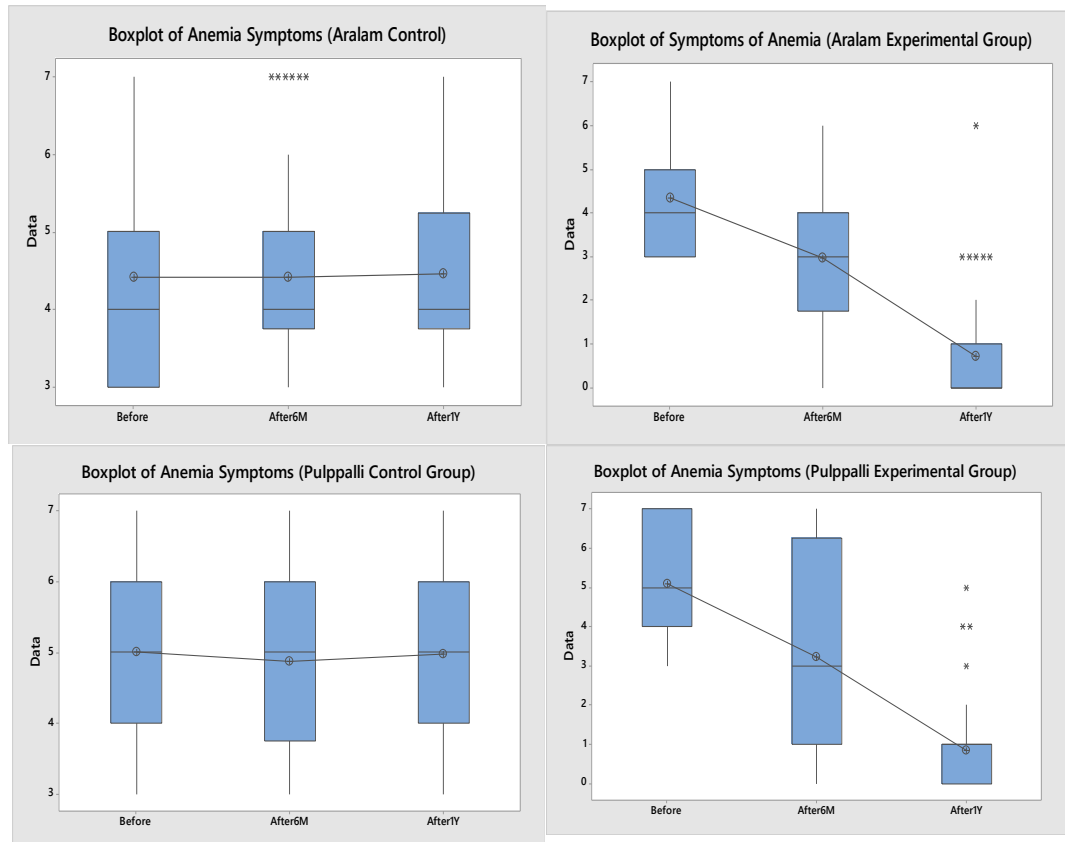 Boxplot of Anemia Symptoms (Aralam Control)
7
******
6
5
4
3
Data
Before After6M After1Y
Boxplot of Symptoms of Anemia (Aralam Experimental Group)
7
6
*
5
4
3
*****
2
1
0
Data
Before After6M After1Y
Boxplot of Anemia Symptoms (Pulppalli Control Group)
7
6
5
4
3
Data
Before After6M After1Y
Boxplot of Anemia Symptoms (Pulppalli Experimental Group)
7
6
5
*
4
**
3
*
2
1
0
Data
Before After6M After1Y